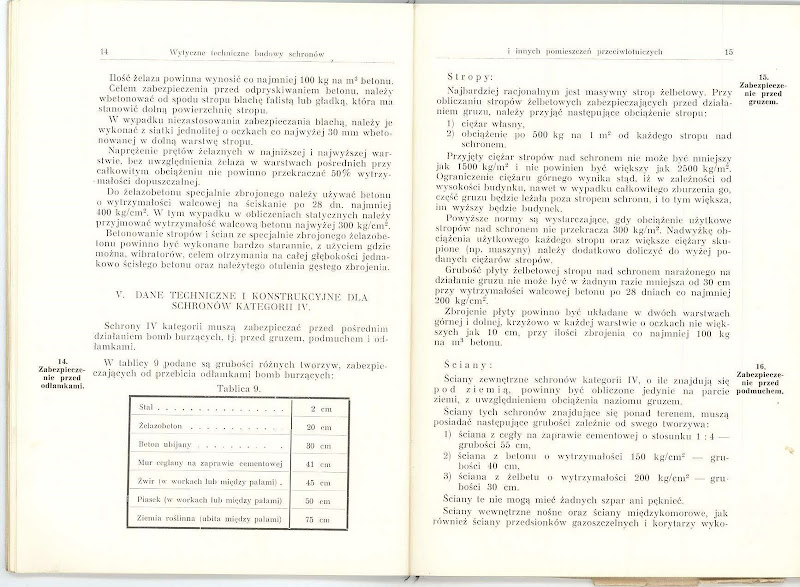 14 Wytyczne techniczne budowy schronów
Ilość żelaza powinna wynosić co najmniej 100 kg na m³ betonu.
Celem zabezpieczenia przed odpryskiwaniem betonu, należy
wbetonować od spodu stropu blachę falistą lub gładką, która ma
stanowić dolną powierzchnię stropu.
W wypadku niezastosowania zabezpieczania blachą, należy je
wykonać z siatki jednolitej o oczkach co najwyżej 30 mm wbeto-
nowanej w dolną warstwę stropu.
Naprężenie prętów żelaznych w najniższej i najwyższej war-
stwie, bez uwzględnienia żelaza w warstwach pośrednich przy
całkowitym obciążeniu nie powinno przekraczać 50% wytrzy-
małości dopuszczalnej.
Do żelazobetonu specjalnie zbrojnego należy używać betonu
o wytrzymałości walcowej na ściskanie po 28 dn. najmniej
400 kg/cm². W tym wypadku w obliczeniach statycznych należy
przyjmować wytrzymałość walcową betonu najwyżej 300 kg/cm².
Betonowanie stropów i ścian ze specjalnie zbrojonego żelazobe-
tonu powinno być wykonane bardzo starannie, z użyciem gdzie
można, wibratorów, celem otrzymania na całej głębokości jedna-
kowo ścisłego betonu oraz należytego otulenia gęstego zbrojenia.
V. DANE TECHNICZNE I KONSTRUKCYJNE DLA
SCHRONÓW KATEGORII IV.
Schrony IV kategorii muszą zabezpieczać przed pośrednim
działaniem bomb burzących, tj. przed gruzem, podmuchem i od-
łamkami.
14.
Zabezpiecze-
nie przed
odłamkami.
W tablicy 9 podane są grubości różnych tworzyw, zabezpie-
czających od przebicia odłamkami bomb burzących:
Tablica 9.
Stal . . . . . . . . . . . . . . . . 2 cm
Żelazobeton . . . . . . . . . . . . . 20 cm
Beton ubijany . . . . . . . . . 30 cm
Mur ceglany na zaprawie cementowej 41 cm
Żwir (w workach lub między palami) . 45 cm
Piasek (w workach lub między palami) 50 cm
Ziemia roślinna (ubita między palami) 75 cm
i innych pomieszczeń przeciwlotniczych 15
Stropy:
15.
Zabezpiecze-
nie przed
gruzem.
Najbardziej racjonalnym jest masywny strop żelbetowy. Przy
obliczaniu stropów żelbetowych zabezpieczających przed działa-
niem gruzu, należy przyjąć następujące obciążenie stropu:
1) ciężar własny,
2) obciążenie po 500 kg na 1 m² od każdego stropu nad
schronem.
Przyjęty ciężar stropów nad schronem nie może być mniejszy
jak 1500 kg/m² i nie powinien być większy jak 2500 kg/m².
Ograniczenie ciężaru górnego wynika stąd, iż w zależności od
wysokości budynku, nawet w wypadku całkowitego zburzenia go,
część gruzu będzie leżała poza stropem schronu, i to tym większa,
im wyższy będzie budynek.
Powyższe normy są wystarczające, gdy obciążenie użytkowe
stropów nad schronem nie przekracza 300 kg/m². Nadwyżkę ob-
ciążenia użytkowego każdego stropu oraz większe ciężary sku-
pione (np. maszyny) należy dodatkowo doliczyć do wyżej po-
danych ciężarów stropów.
Grubość płyty żelbetowej stropu nad schronem narażonego na
działanie gruzu nie może być w żadnym razie mniejsza od 30 cm
przy wytrzymałości walcowej betonu po 28 dniach co najmniej
200 kg/cm².
Zbrojenie płyty powinno być układane w dwóch warstwach
górnej i dolnej, krzyżowo w każdej warstwie o oczkach nie więk-
szych jak 10 cm, przy ilości zbrojenia co najmniej 100 kg
na m³ betonu.
Ściany:
16.
Zabezpiecze-
nie przed
podmuchem.
Ściany zewnętrzne schronów kategorii IV, o ile znajdują się
pod ziemią, powinny być obliczone jedynie na parcie
ziemi, z uwzględnieniem obciążenia naziomu gruzem.
Ściany tych schronów znajdujące się ponad terenem, muszą
posiadać następujące grubości zależnie od swego tworzywa:
1) ściana z cegły na zaprawie cementowej o stosunku 1 : 4 —
grubości 55 cm,
2) ściana z betonu o wytrzymałości 150 kg/cm² — gru-
bości 40 cm,
3) ściana z żelbetu o wytrzymałości 200 kg/cm² — gru-
bości 30 cm.
Ściany te nie mogą mieć żadnych szpar ani pęknięć.
Ściany wewnętrzne nośne oraz ściany międzykomorowe, jak
również ściany przedsionków gazoszczelnych i korytarzy wyko-